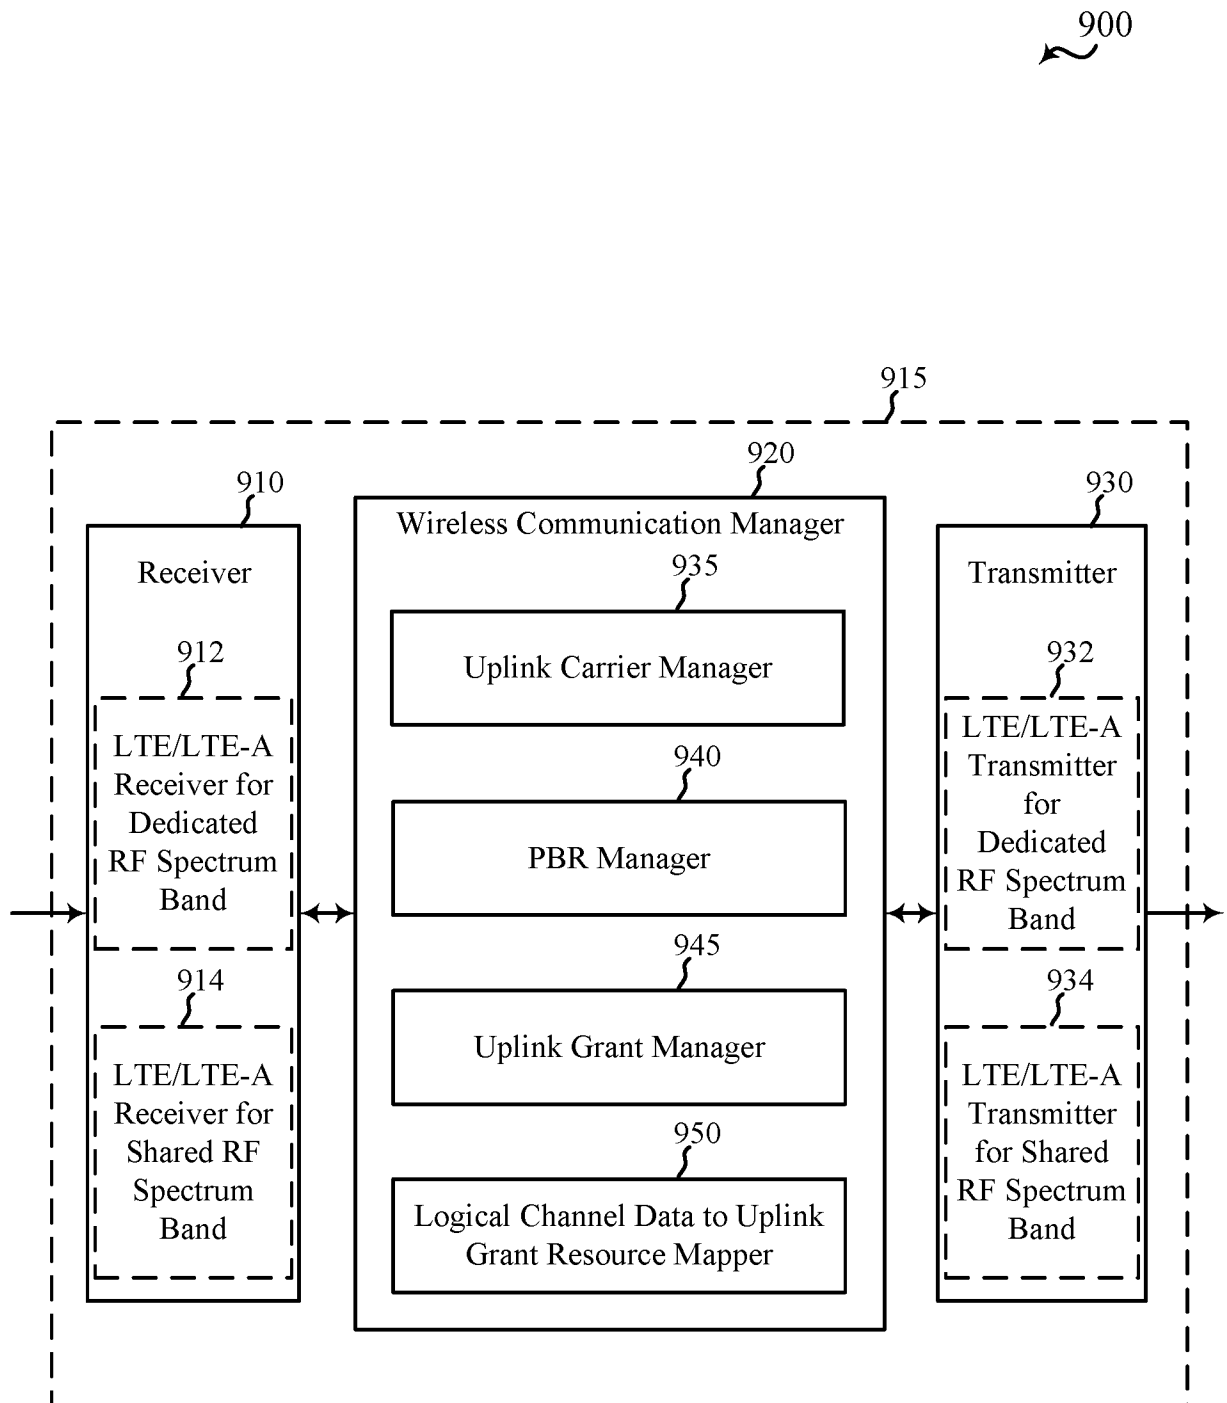 900
915
910
Receiver
912
LTE/LTE-A
Receiver for
Dedicated
RF Spectrum
Band
914
LTE/LTE-A
Receiver for
Shared RF
Spectrum
Band
920
Wireless Communication Manager
935
Uplink Carrier Manager
940
PBR Manager
945
Uplink Grant Manager
950
Logical Channel Data to Uplink
Grant Resource Mapper
930
Transmitter
932
LTE/LTE-A
Transmitter
for
Dedicated
RF Spectrum
Band
934
LTE/LTE-A
Transmitter
for Shared
RF Spectrum
Band